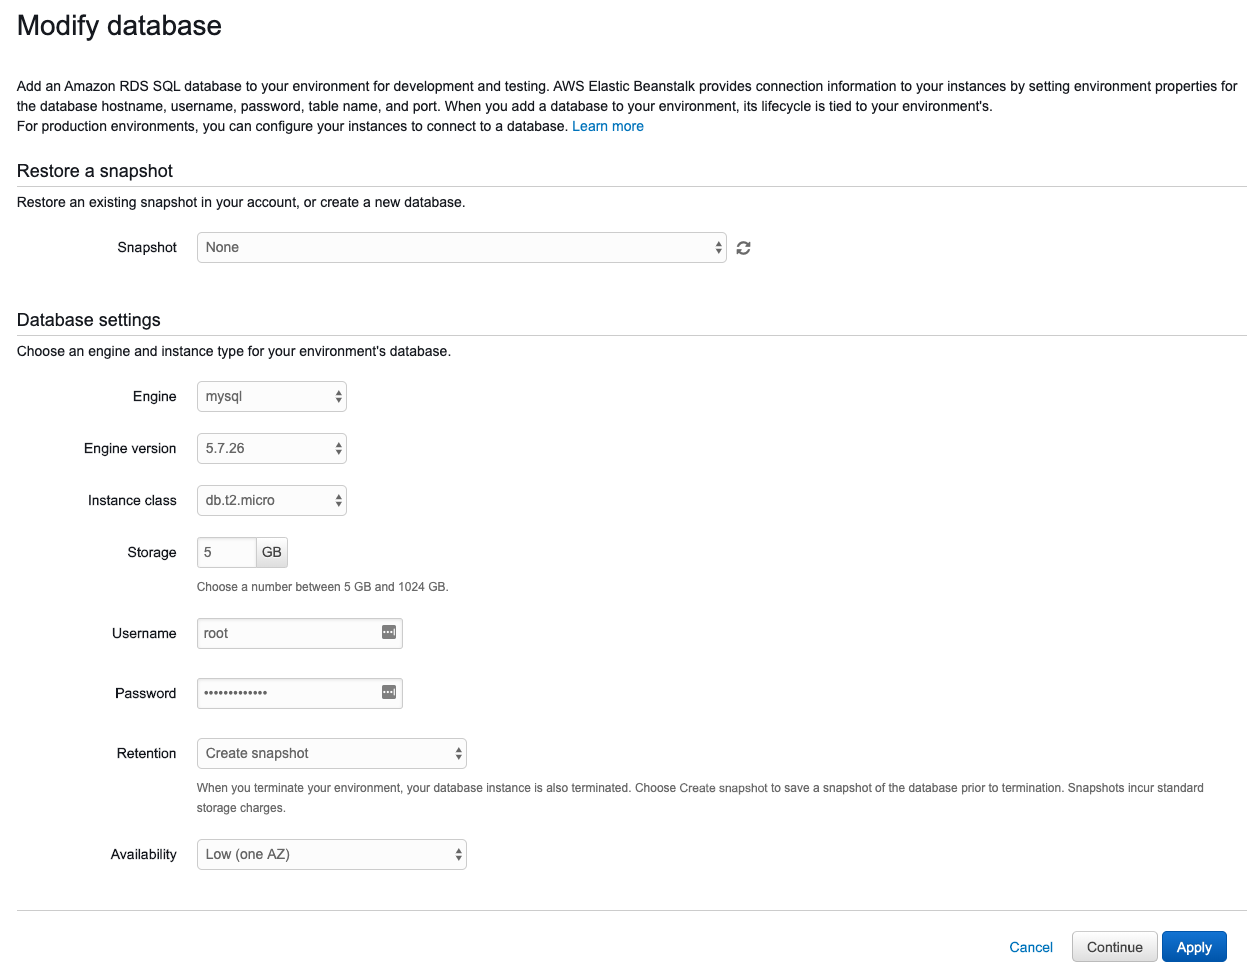 Modify database
Add an Amazon RDS SQL database to your environment for development and testing. AWS Elastic Beanstalk provides connection information to your instances by setting environment properties for
the database hostname, username, password, table name, and port. When you add a database to your environment, its lifecycle is tied to your environment's.
For production environments, you can configure your instances to connect to a database. Learn more
Restore a snapshot
Restore an existing snapshot in your account, or create a new database.
Snapshot None
Database settings
Choose an engine and instance type for your environment's database.
Engine mysql
Engine version 5.7.26
Instance class db.t2.micro
Storage 5 GB
Choose a number between 5 GB and 1024 GB.
Username root
Password •••••••••••••
Retention Create snapshot
When you terminate your environment, your database instance is also terminated. Choose Create snapshot to save a snapshot of the database prior to termination. Snapshots incur standard
storage charges.
Availability Low (one AZ)
Cancel Continue Apply